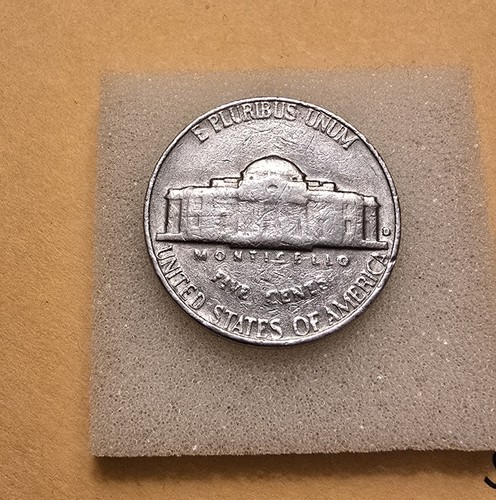 E PLURIBUS UNUM
D
MONTICELLO
FIVE CENTS
UNITED STATES OF AMERICA